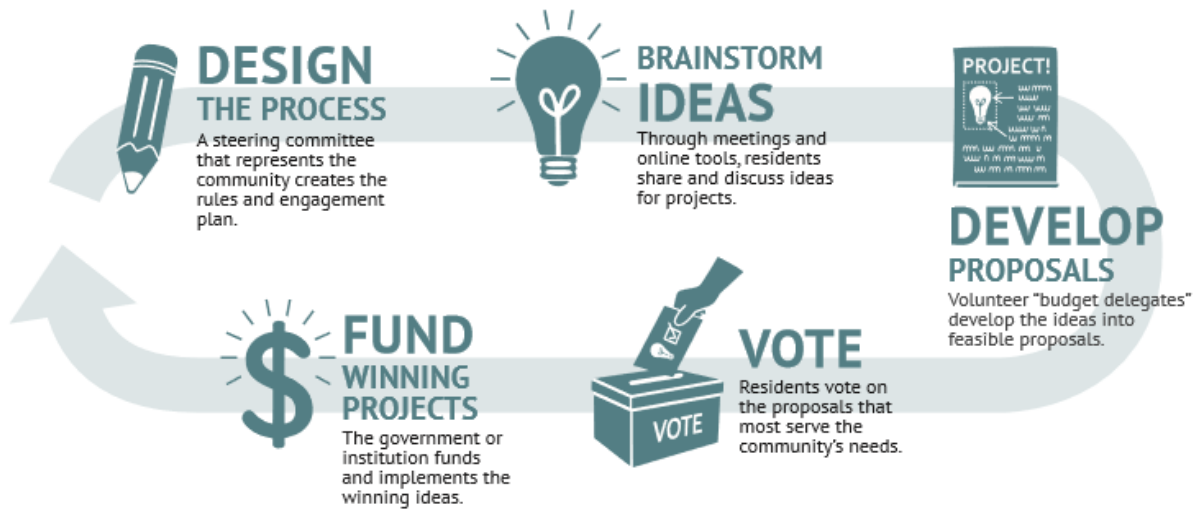 DESIGN
THE PROCESS
A steering committee
that represents the
community creates the
rules and engagement
plan.
BRAINSTORM
IDEAS
Through meetings and
online tools, residents
share and discuss ideas
for projects.
PROJECT!
DEVELOP
PROPOSALS
Volunteer “budget delegates”
develop the ideas into
feasible proposals.
VOTE
VOTE
Residents vote on
the proposals that
most serve the
community’s needs.
FUND
WINNING
PROJECTS
The government or
institution funds
and implements the
winning ideas.